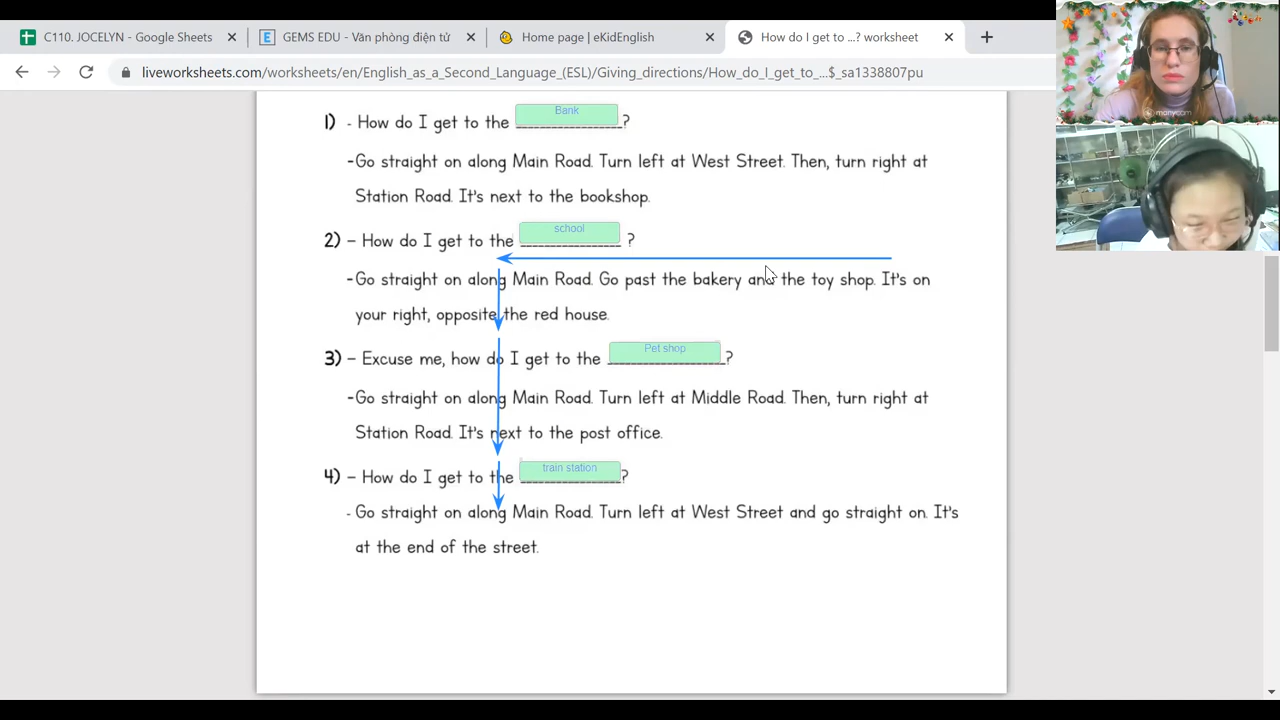 C110. JOCELYN - Google Sheets
GEMS EDU - Văn phòng điện tử
Home page | eKidEnglish
How do I get to ...? worksheet
liveworksheets.com/worksheets/en/English_as_a_Second_Language_(ESL)/Giving_directions/How_do_I_get_to_...$_sa1338807pu
manycam
1) - How do I get to the Bank?
-Go straight on along Main Road. Turn left at West Street. Then, turn right at
Station Road. It's next to the bookshop.
2) - How do I get to the school ?
-Go straight on along Main Road. Go past the bakery and the toy shop. It's on
your right, opposite the red house.
3) - Excuse me, how do I get to the Pet shop?
-Go straight on along Main Road. Turn left at Middle Road. Then, turn right at
Station Road. It's next to the post office.
4) - How do I get to the train station?
- Go straight on along Main Road. Turn left at West Street and go straight on. It's
at the end of the street.